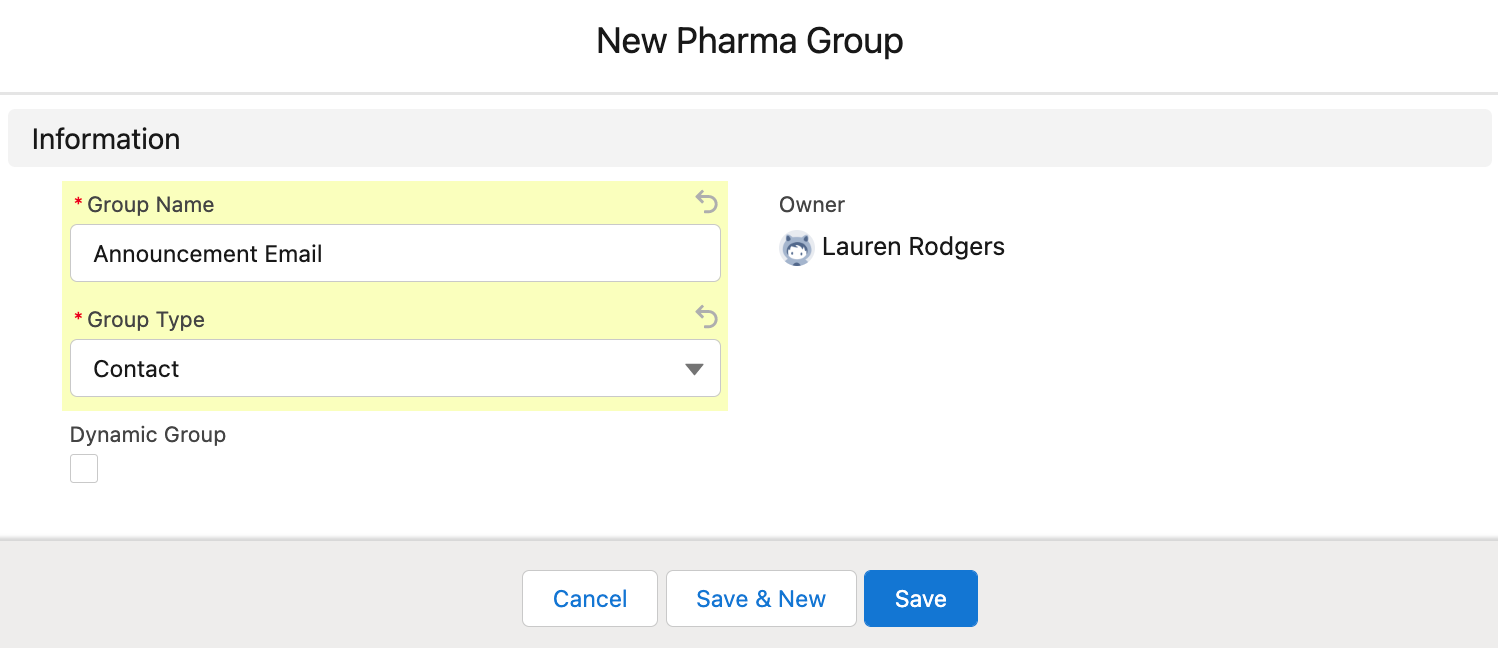 New Pharma Group
Information
* Group Name
Announcement Email
* Group Type
Contact
Dynamic Group
Owner
Lauren Rodgers
Cancel
Save & New
Save